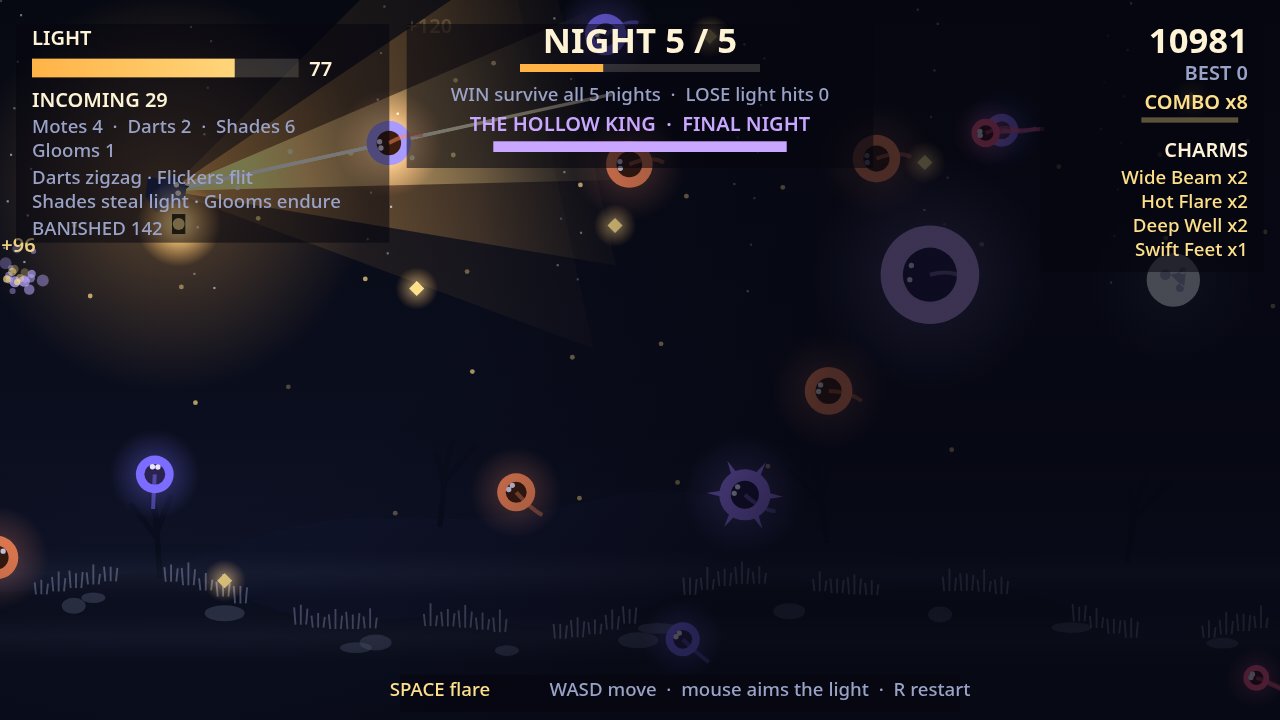 LIGHT
77
INCOMING 29
Motes 4 · Darts 2 · Shades 6
Glooms 1
Darts zigzag · Flickers flit
Shades steal light · Glooms endure
BANISHED 142
+96
+120
NIGHT 5 / 5
WIN survive all 5 nights · LOSE light hits 0
THE HOLLOW KING · FINAL NIGHT
10981
BEST 0
COMBO x8
CHARMS
Wide Beam x2
Hot Flare x2
Deep Well x2
Swift Feet x1
SPACE flare
WASD move · mouse aims the light · R restart